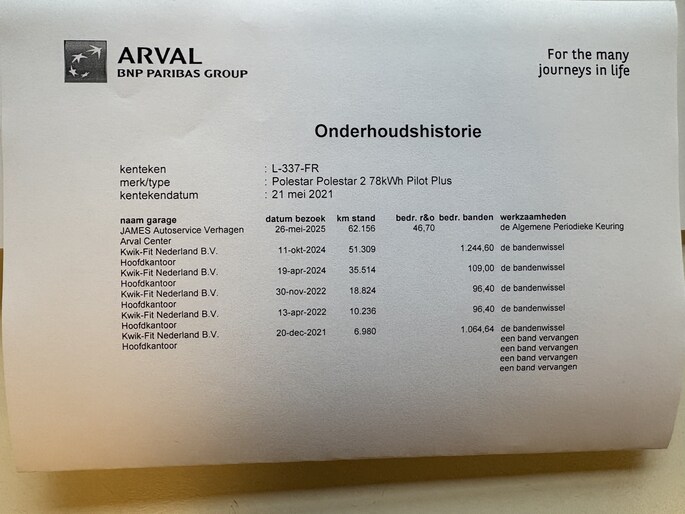 ARVAL
BNP PARIBAS GROUP
For the many
journeys in life
Onderhoudshistorie
kenteken : L-337-FR
merk/type : Polestar Polestar 2 78kWh Pilot Plus
kentekendatum : 21 mei 2021
naam garage datum bezoek km stand bedr. r&o bedr. banden werkzaamheden
JAMES Autoservice Verhagen 26-mei-2025 62.156 46,70 de Algemene Periodieke Keuring
Arval Center
Kwik-Fit Nederland B.V. 11-okt-2024 51.309 1.244,60 de bandenwissel
Hoofdkantoor
Kwik-Fit Nederland B.V. 19-apr-2024 35.514 109,00 de bandenwissel
Hoofdkantoor
Kwik-Fit Nederland B.V. 30-nov-2022 18.824 96,40 de bandenwissel
Hoofdkantoor
Kwik-Fit Nederland B.V. 13-apr-2022 10.236 96,40 de bandenwissel
Hoofdkantoor
Kwik-Fit Nederland B.V. 20-dec-2021 6.980 1.064,64 de bandenwissel
Hoofdkantoor een band vervangen
een band vervangen
een band vervangen
een band vervangen